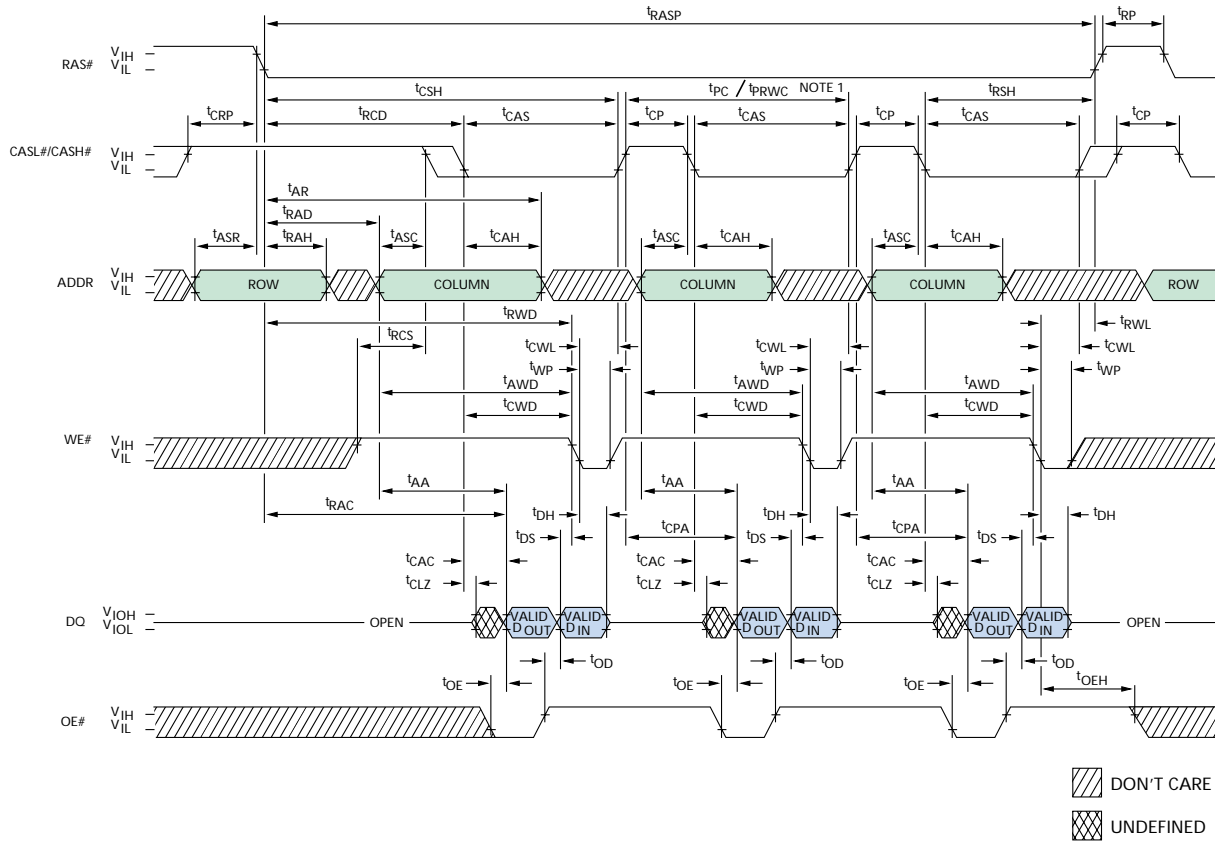 tRASP tRP
RAS# VIH VIL
tCSH tPC / tPRWC NOTE 1 tRSH
tCRP tRCD tCAS tCP tCAS tCP tCAS tCP
CASL#/CASH# VIH VIL
tAR
tRAD
tASR tRAH tASC tCAH tASC tCAH tASC tCAH
ADDR VIH VIL ROW COLUMN COLUMN COLUMN ROW
tRWD tRWL
tRCS tCWL tCWL tCWL
tWP tWP tWP
tAWD tAWD tAWD
tCWD tCWD tCWD
WE# VIH VIL
tAA tAA tAA
tRAC tDH tDH tDH
tDS tCPA tDS tCPA tDS
tCAC tCAC tCAC
tCLZ tCLZ tCLZ
DQ VIOH VIOL OPEN VALID DOUT VALID DIN VALID DOUT VALID DIN VALID DOUT VALID DIN OPEN
tOD tOD tOD
tOE tOE tOE tOEH
OE# VIH VIL
DON'T CARE
UNDEFINED